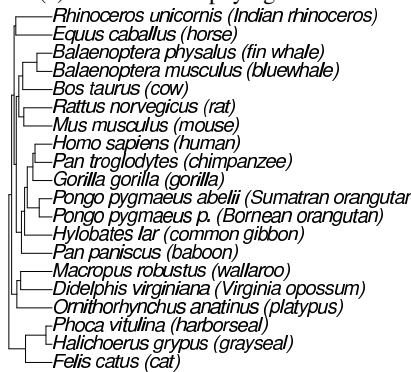 Rhinoceros unicornis (Indian rhinoceros)
Equus caballus (horse)
Balaenoptera physalus (fin whale)
Balaenoptera musculus (bluewhale)
Bos taurus (cow)
Rattus norvegicus (rat)
Mus musculus (mouse)
Homo sapiens (human)
Pan troglodytes (chimpanzee)
Gorilla gorilla (gorilla)
Pongo pygmaeus abelii (Sumatran orangutar
Pongo pygmaeus p. (Bornean orangutan)
Hylobates lar (common gibbon)
Pan paniscus (baboon)
Macropus robustus (wallaroo)
Didelphis virginiana (Virginia opossum)
Ornithorhynchus anatinus (platypus)
Phoca vitulina (harborseal)
Halichoerus grypus (grayseal)
Felis catus (cat)